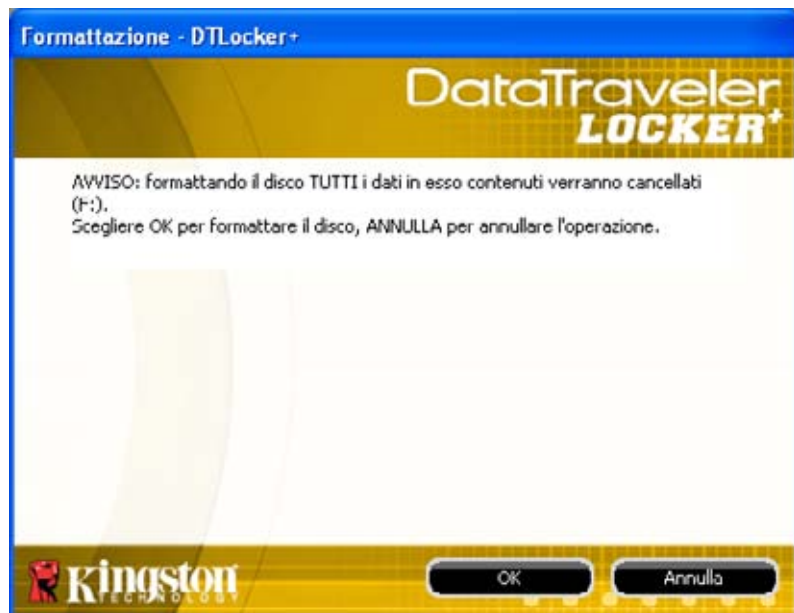 Formattazione - DTLocker+
DataTraveler
LOCKER+
AVVISO: formattando il disco TUTTI i dati in esso contenuti verranno cancellati
(F:).
Scegliere OK per formattare il disco, ANNULLA per annullare l'operazione.
Kingston
TECHNOLOGY
OK
Annulla